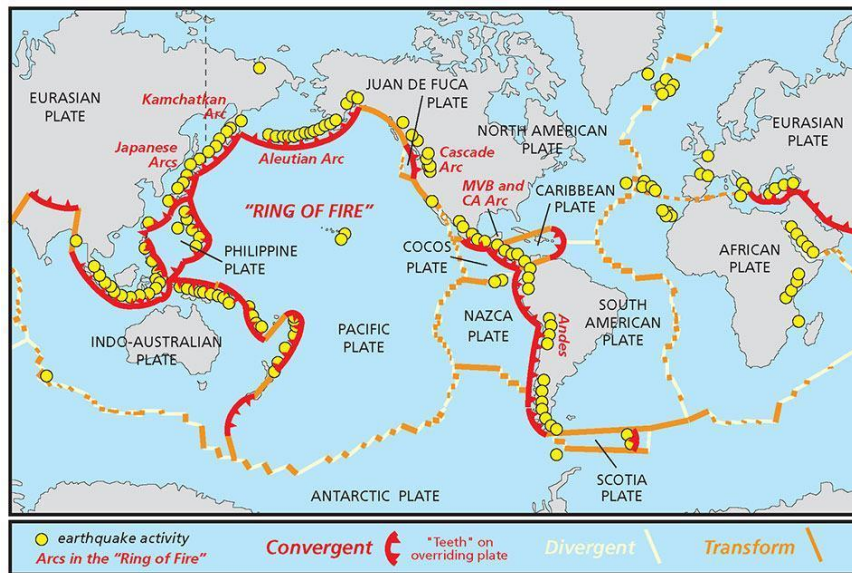 EURASIAN
PLATE
Kamchatkan
Arc
Japanese
Arcs
Aleutian Arc
JUAN DE FUCA
PLATE
NORTH AMERICAN
PLATE
Cascade
Arc
MVB and
CA Arc
CARIBBEAN
PLATE
EURASIAN
PLATE
"RING OF FIRE"
PHILIPPINE
PLATE
COCOS
PLATE
AFRICAN
PLATE
INDO-AUSTRALIAN
PLATE
PACIFIC
PLATE
NAZCA
PLATE
Andes
SOUTH
AMERICAN
PLATE
SCOTIA
PLATE
ANTARCTIC PLATE
earthquake activity
Arcs in the "Ring of Fire"
Convergent
"Teeth" on
overriding plate
Divergent
Transform